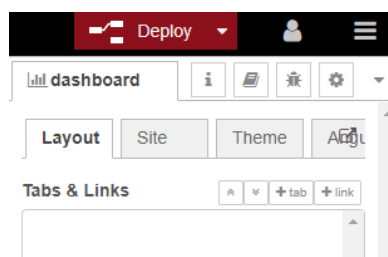 Deploy
dashboard i
Layout Site Theme
Tabs & Links + tab + link